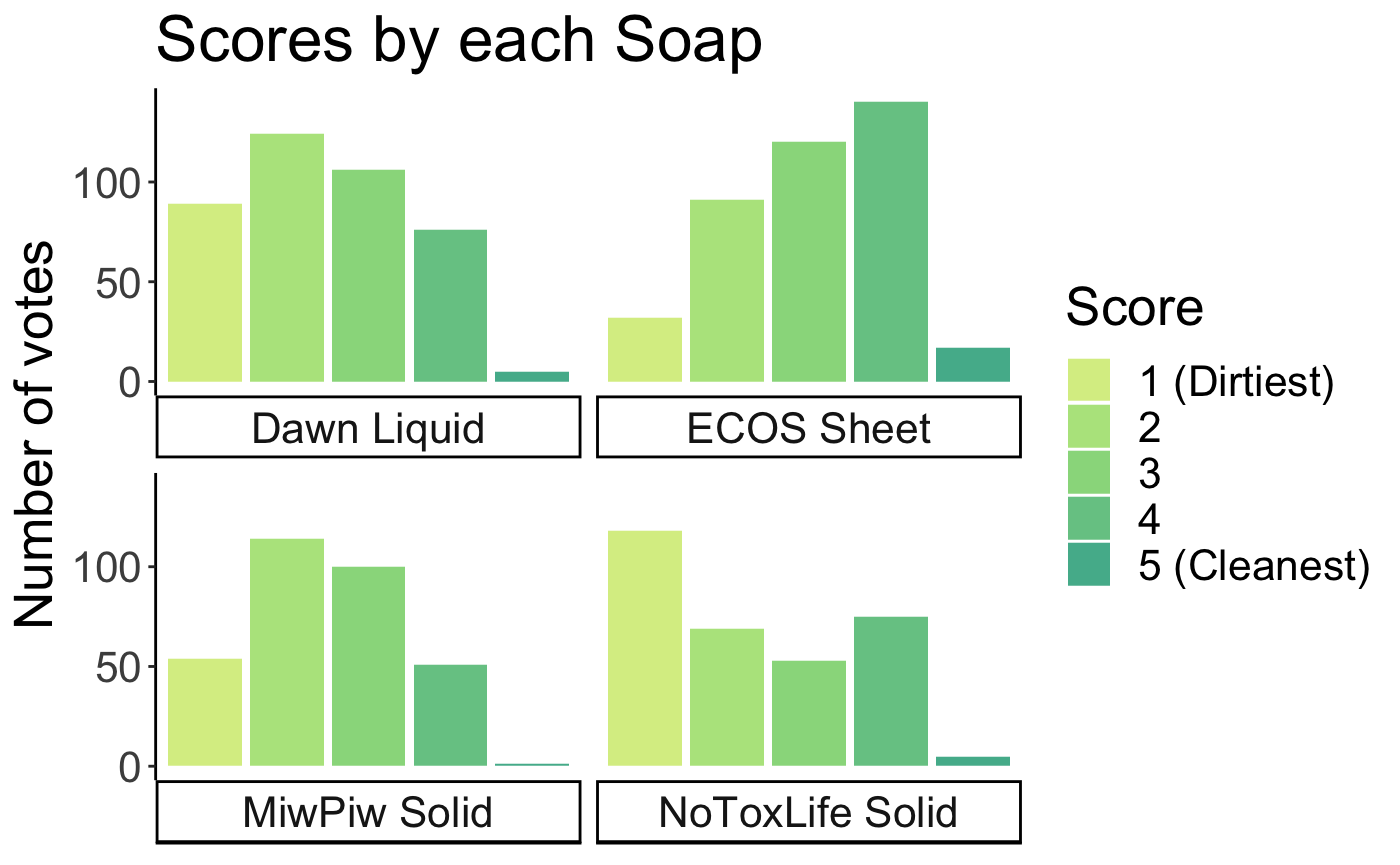 Scores by each Soap
Number of votes
100
50
0
Dawn Liquid
ECOS Sheet
100
50
0
MiwPiw Solid
NoToxLife Solid
Score
1 (Dirtiest)
2
3
4
5 (Cleanest)